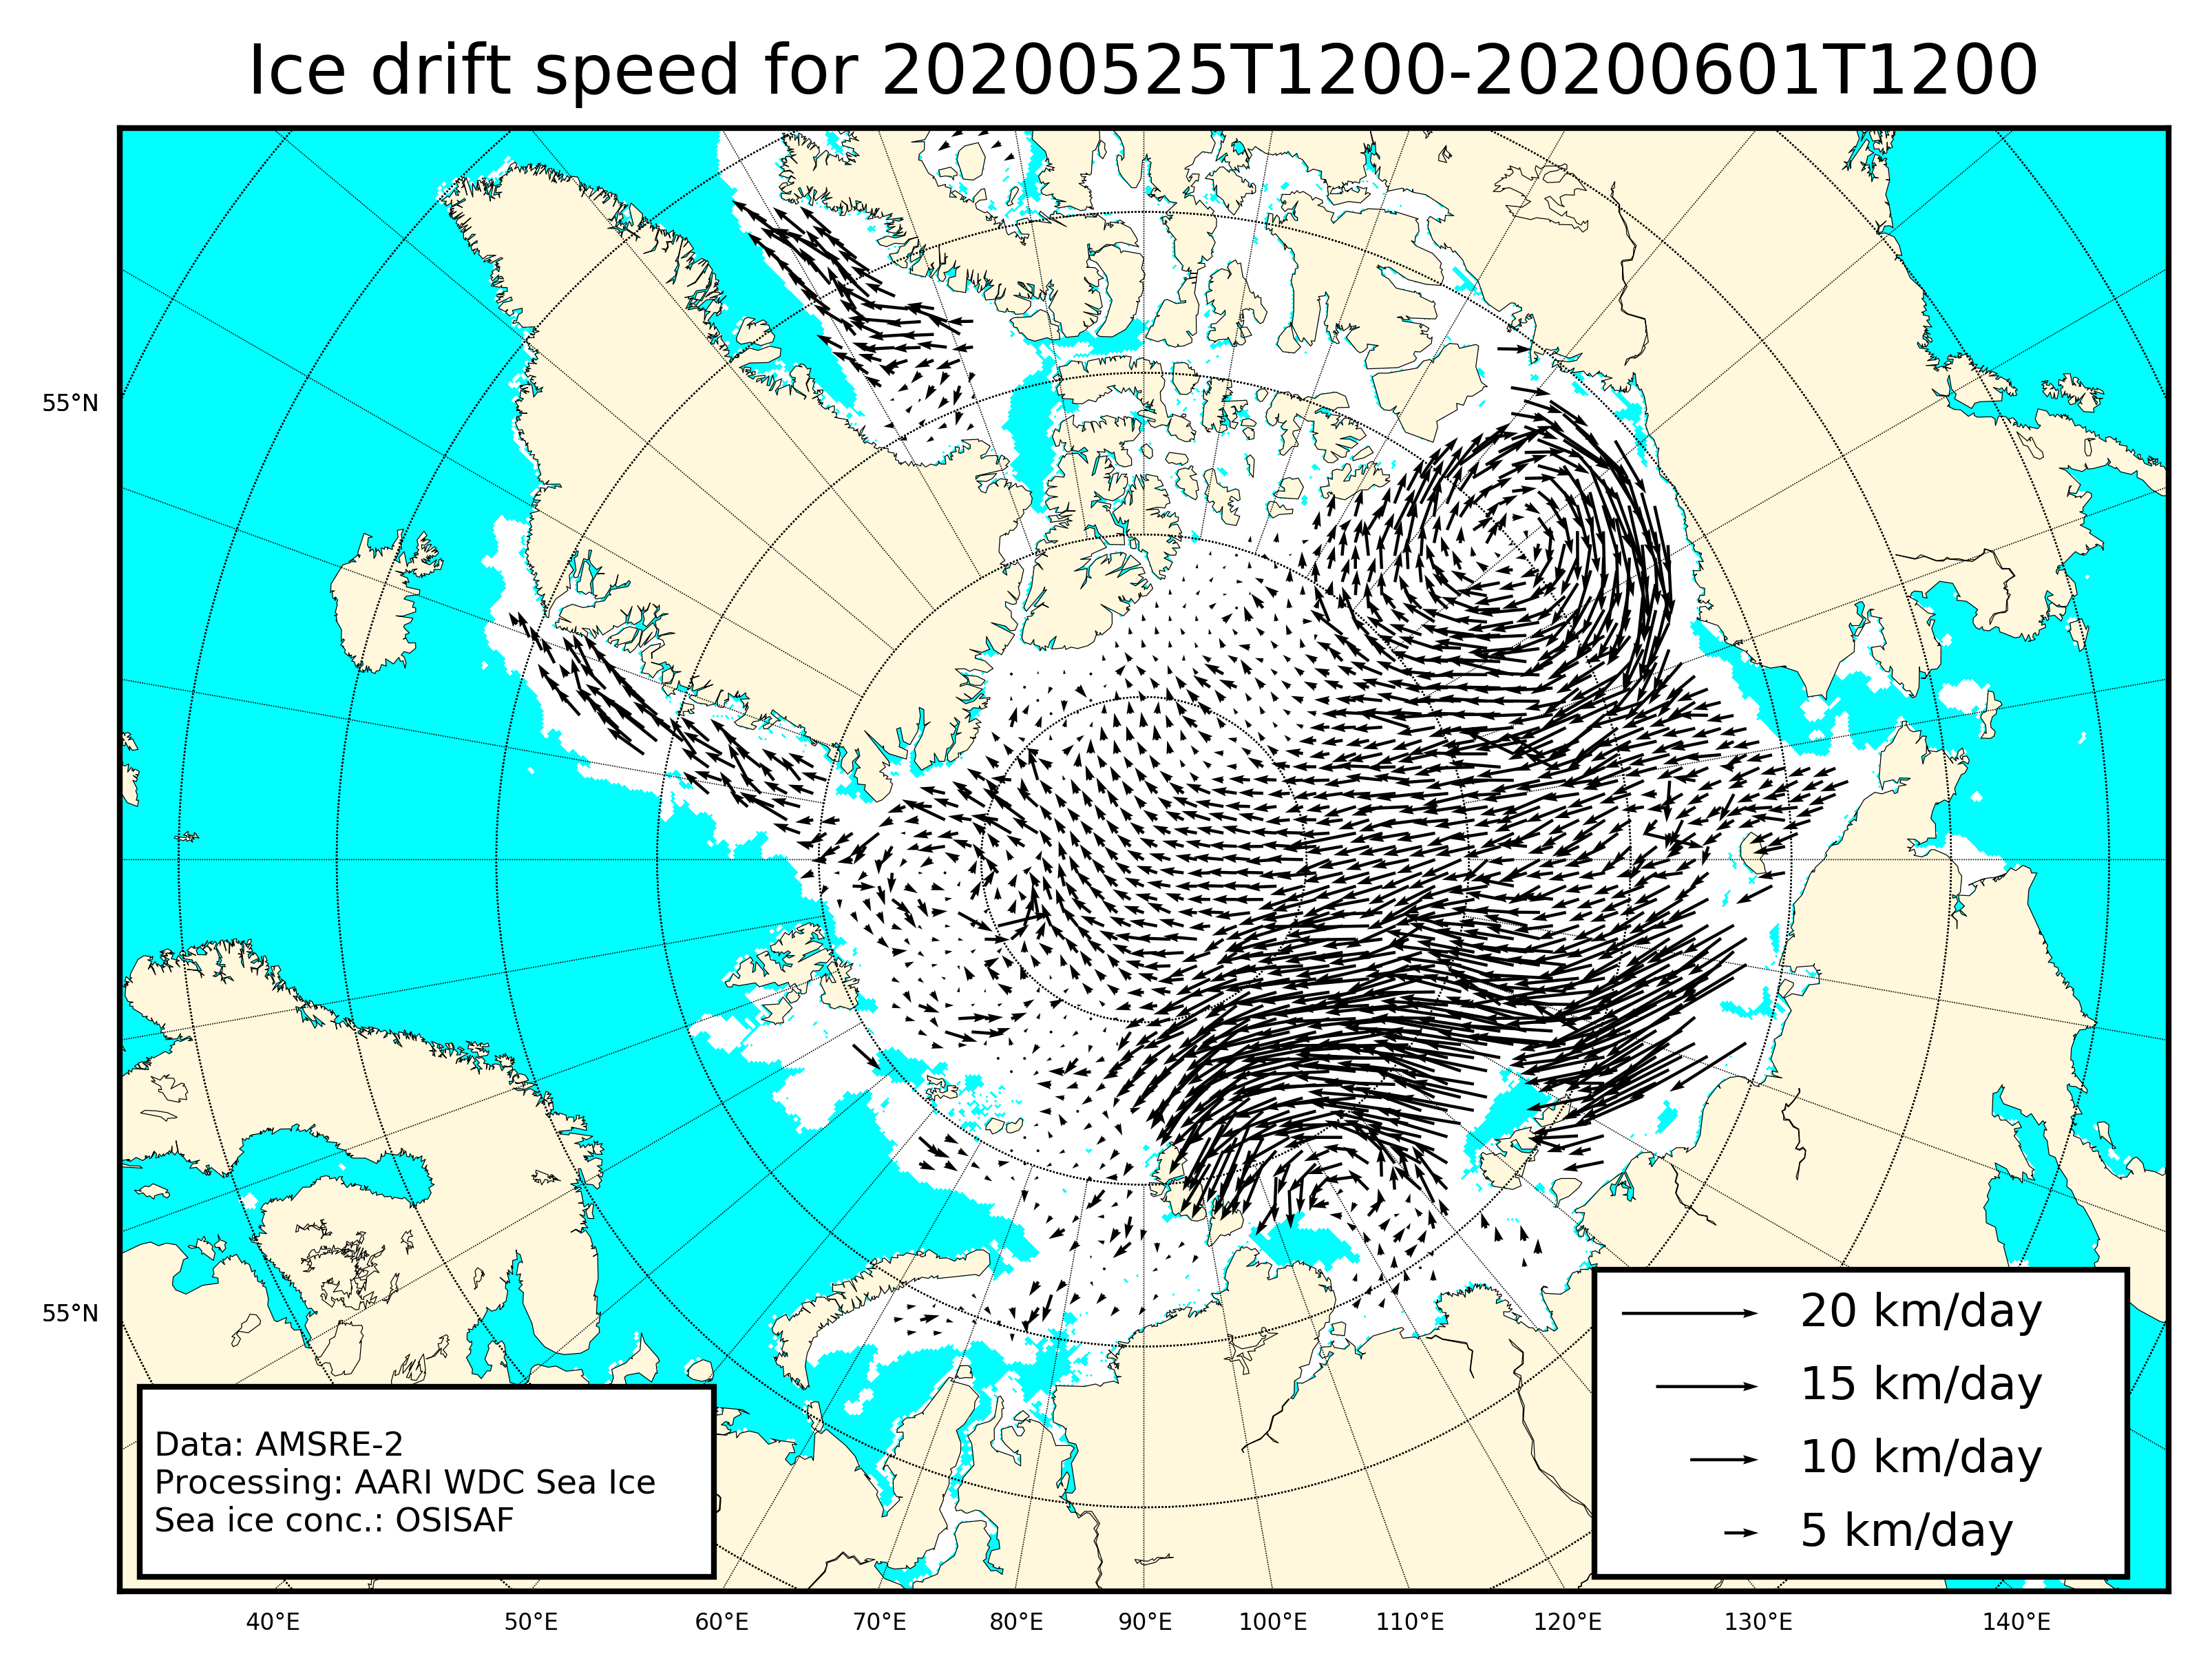 Ice drift speed for 20200525T1200-20200601T1200
55°N
55°N
20 km/day
15 km/day
10 km/day
5 km/day
Data: AMSRE-2
Processing: AARI WDC Sea Ice
Sea ice conc.: OSISAF
40°E 50°E 60°E 70°E 80°E 90°E 100°E 110°E 120°E 130°E 140°E